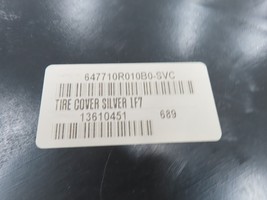 647710R010B0-SVC
TIRE COVER SILVER 1F7
13610451 689